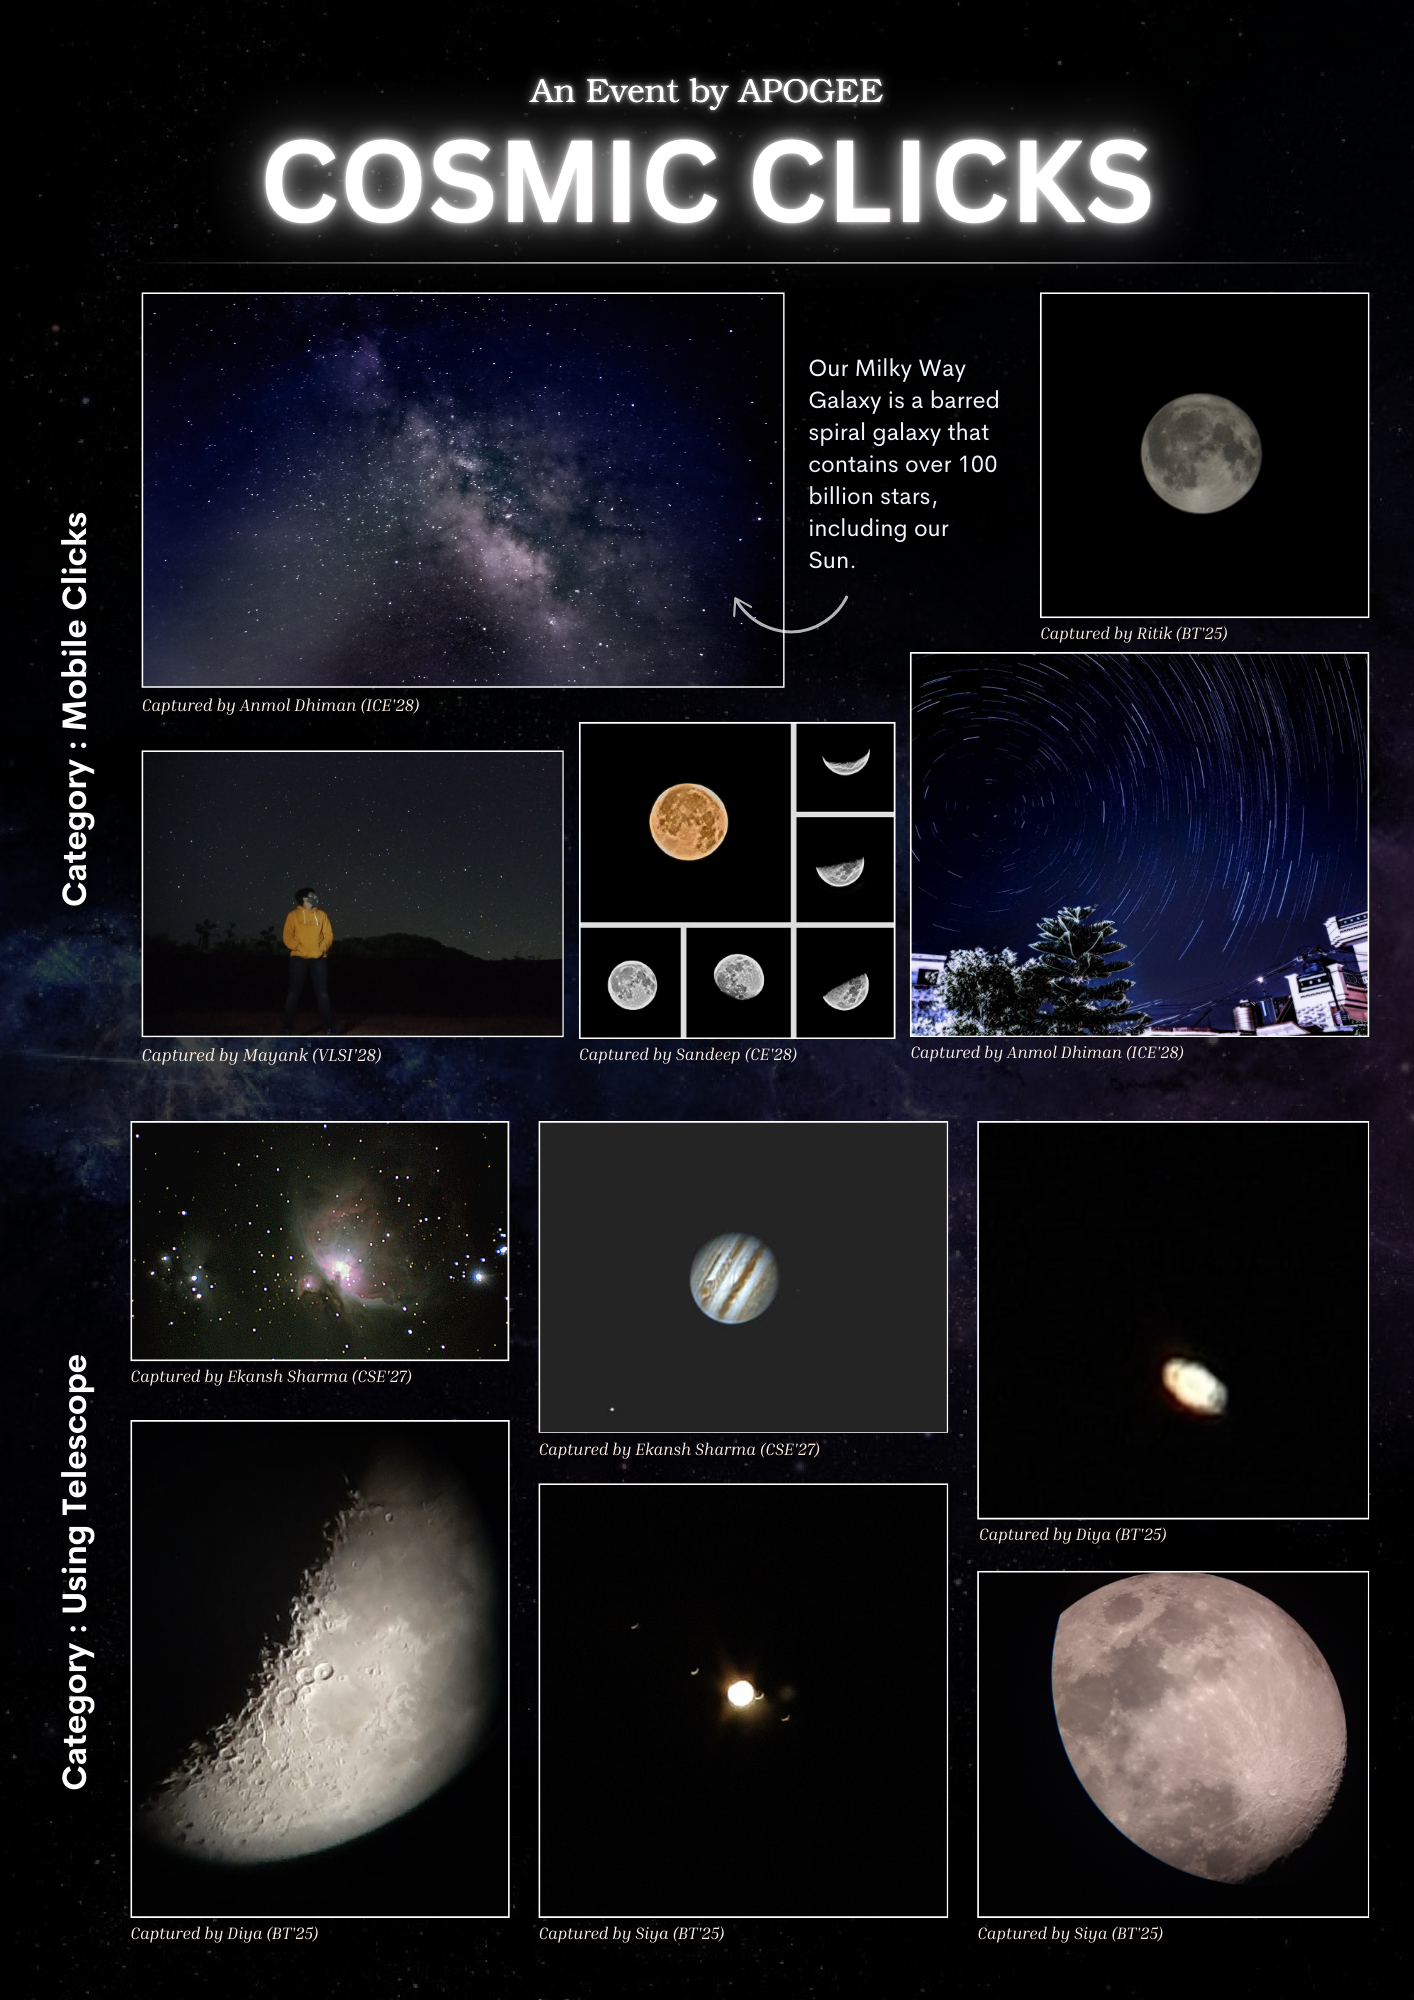 An Event by APOGEE
COSMIC CLICKS
Category : Mobile Clicks
Our Milky Way
Galaxy is a barred
spiral galaxy that
contains over 100
billion stars,
including our
Sun.
Captured by Ritik (BT'25)
Captured by Anmol Dhiman (ICE'28)
Captured by Mayank (VLSI'28)
Captured by Sandeep (CE'28)
Captured by Anmol Dhiman (ICE'28)
Category : Using Telescope
Captured by Ekansh Sharma (CSE'27)
Captured by Ekansh Sharma (CSE'27)
Captured by Diya (BT'25)
Captured by Diya (BT'25)
Captured by Siya (BT'25)
Captured by Siya (BT'25)